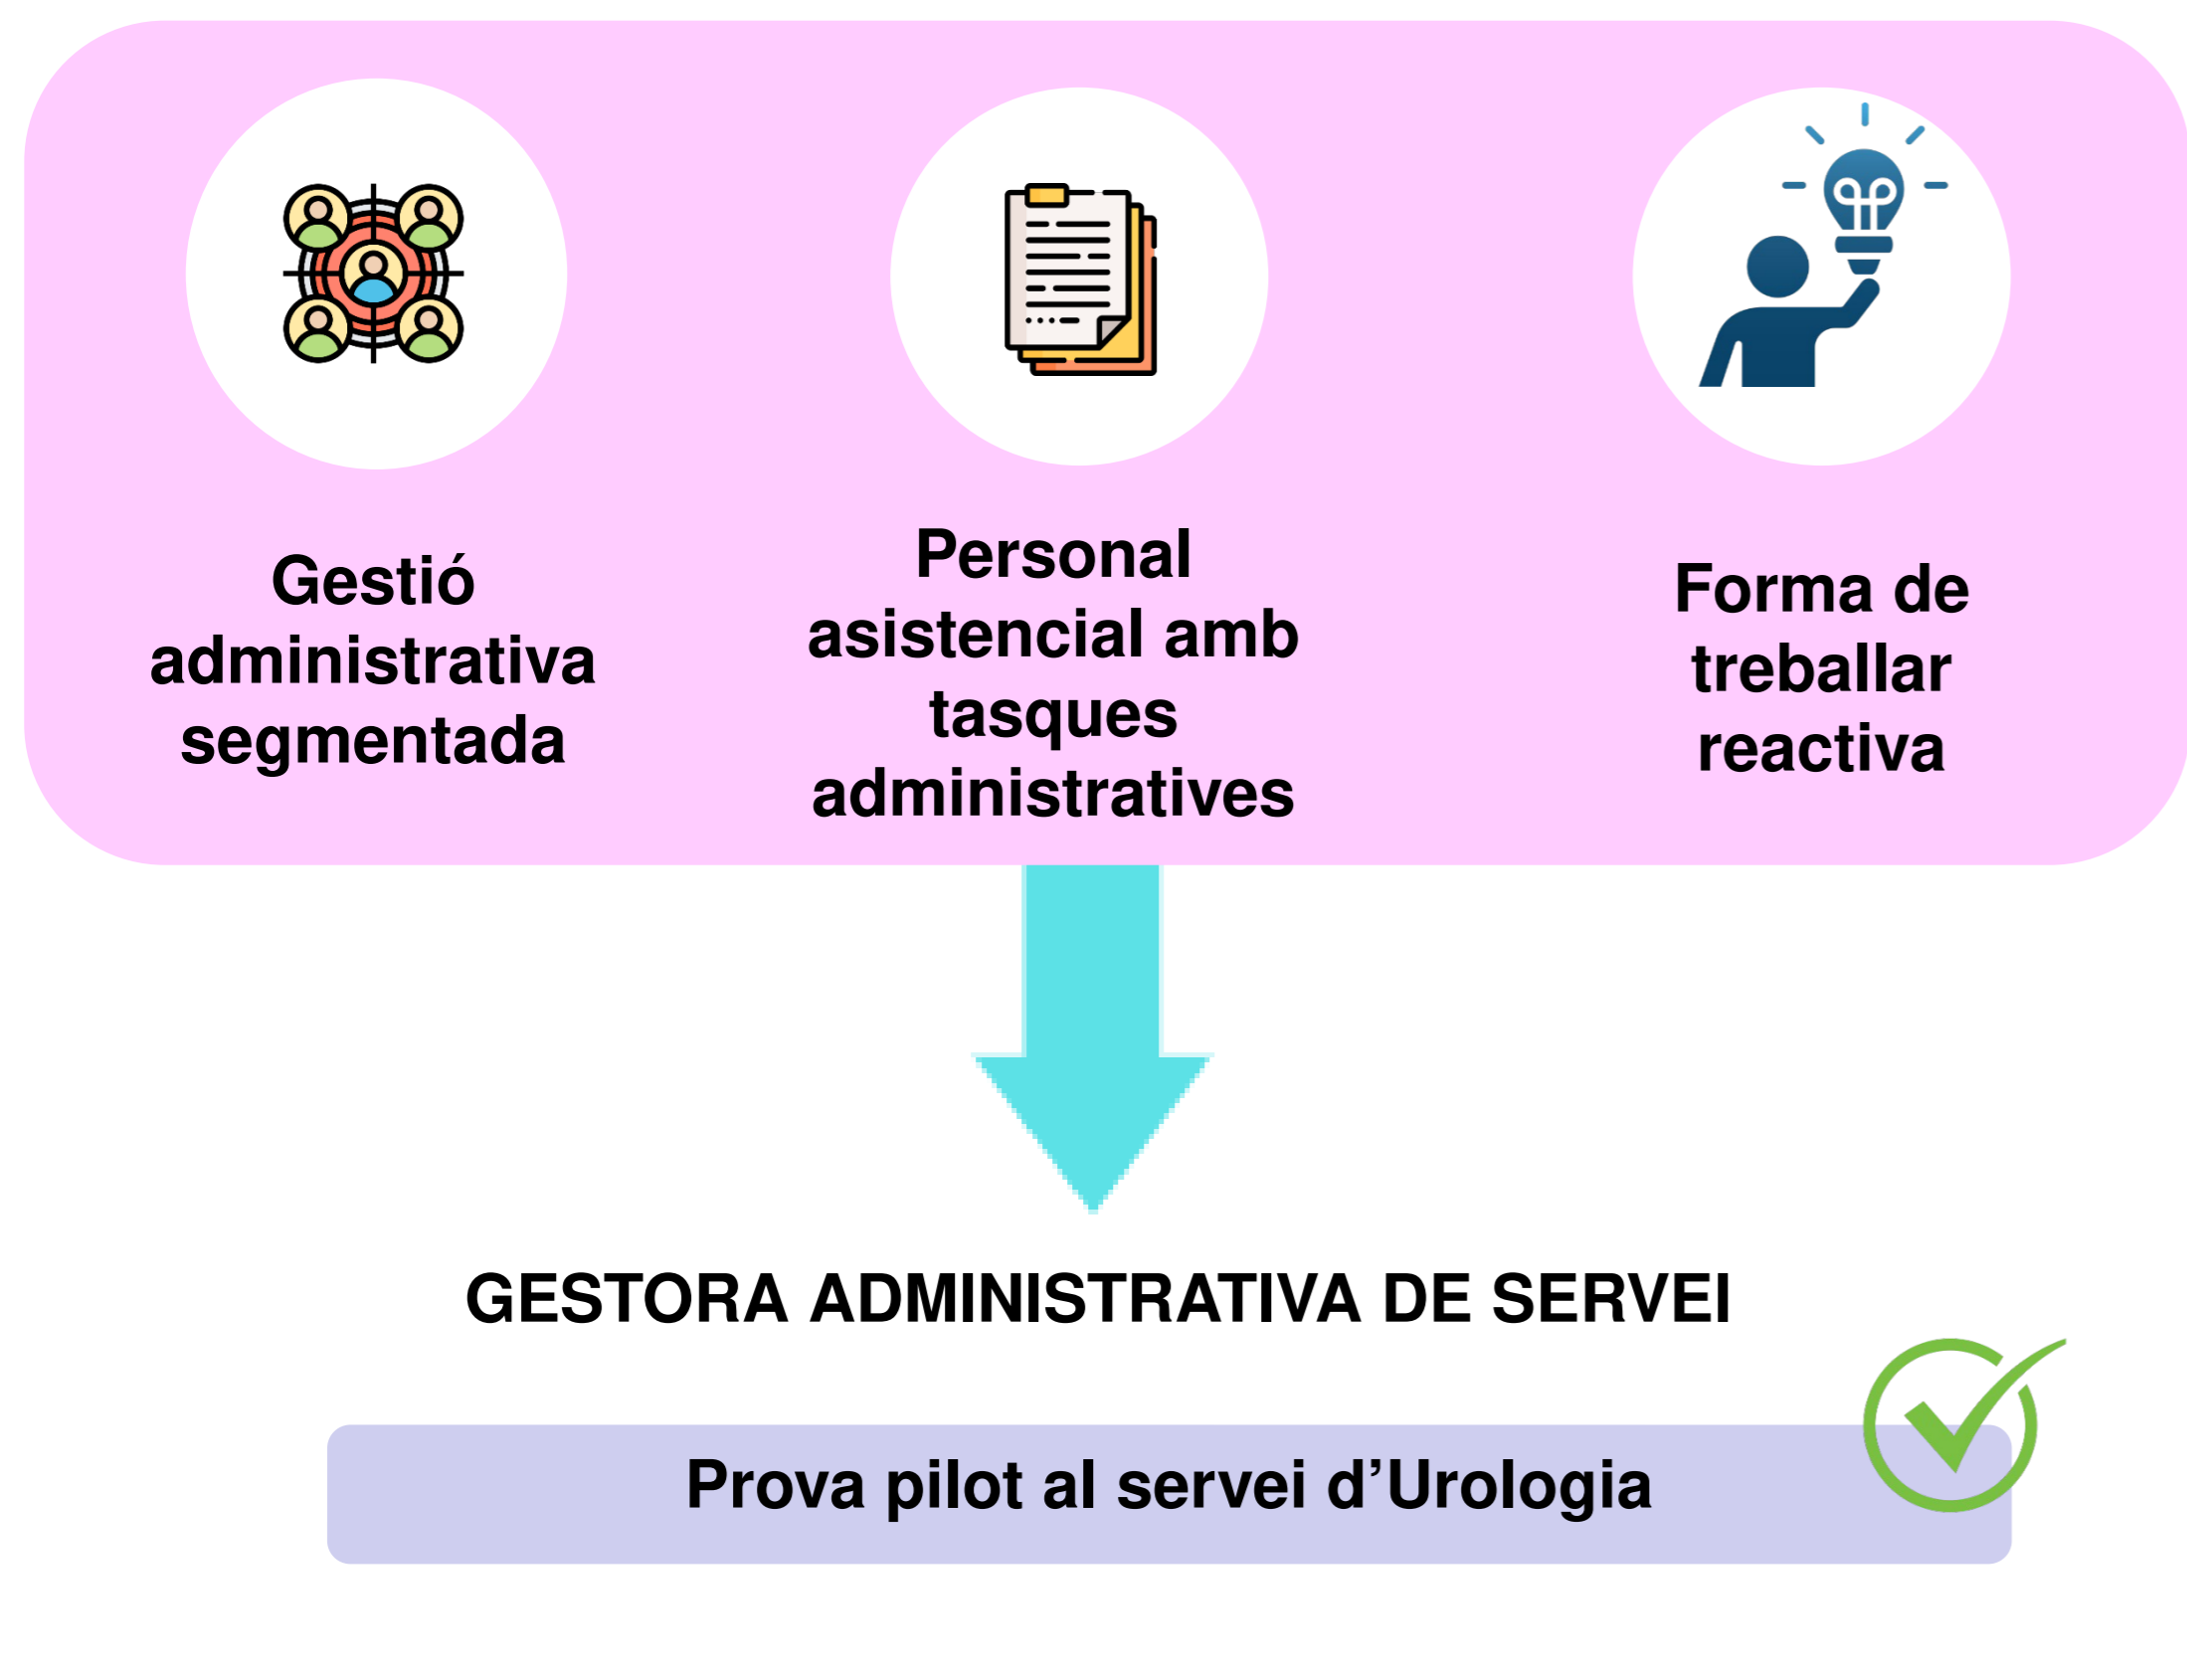 Gestió
administrativa
segmentada
Personal
asistencial amb
tasques
administratives
Forma de
treballar
reactiva
GESTORA ADMINISTRATIVA DE SERVEI
Prova pilot al servei d’Urologia